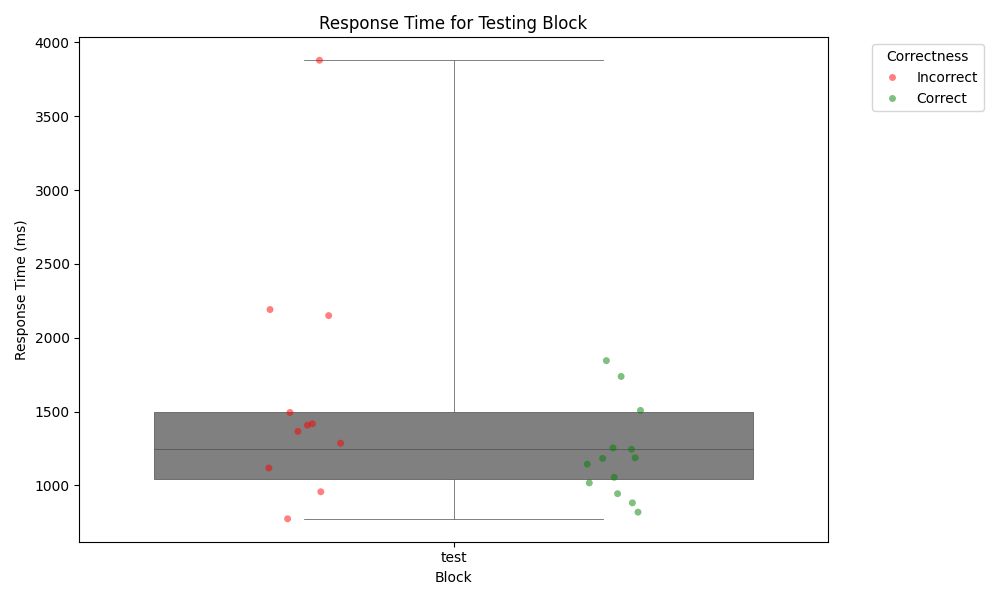 Response Time for Testing Block
Correctness
Incorrect
Correct
Response Time (ms)
4000
3500
3000
2500
2000
1500
1000
test
Block